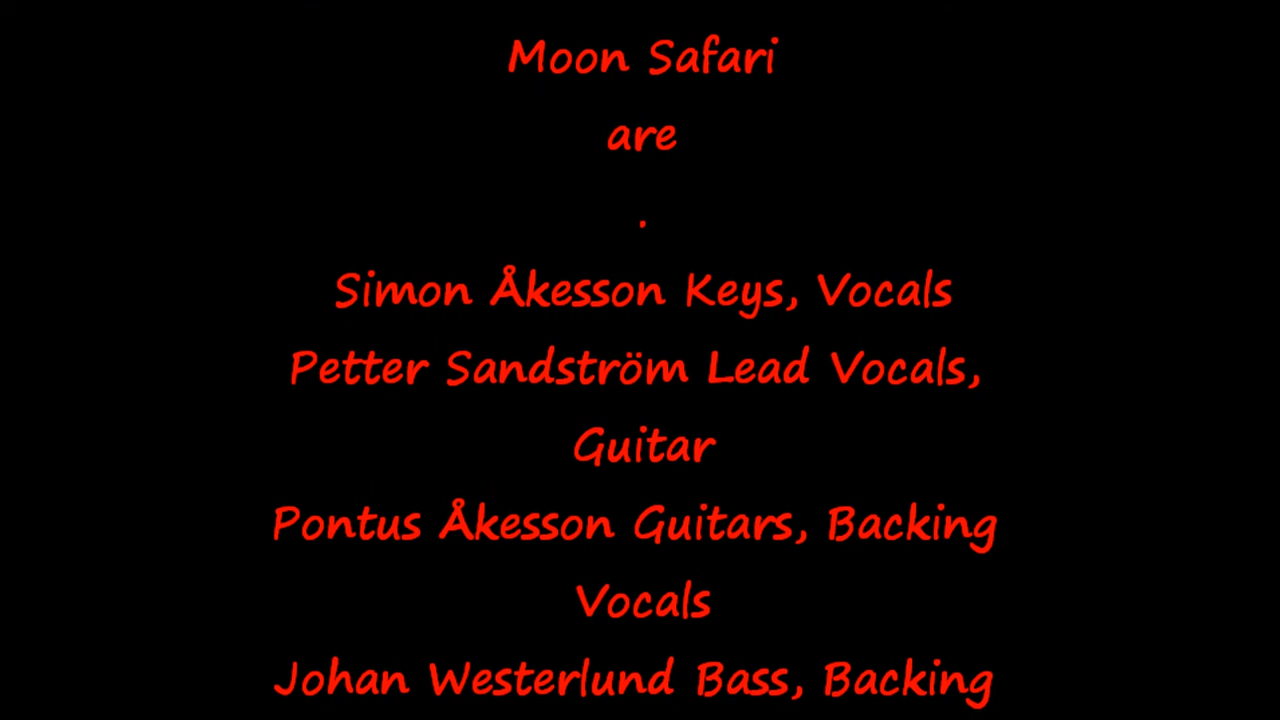 Moon Safari
are
.
Simon Åkesson Keys, Vocals
Petter Sandström Lead Vocals,
Guitar
Pontus Åkesson Guitars, Backing
Vocals
Johan Westerlund Bass, Backing